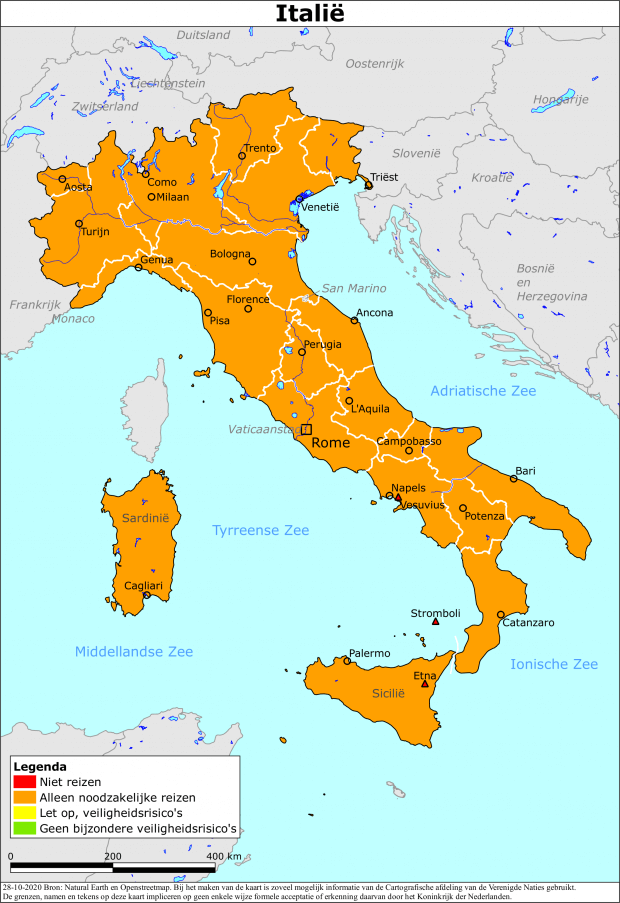 Italië
Duitsland
Oostenrijk
Liechtenstein
Zwitserland
Hongarije
Trento
Slovenië
Como
Triëst
Kroatie
Aosta
Milaan
Venetië
Turijn
Bologna
Genua
Bosnië
en
Herzegovina
San Marino
Frankrijk
Florence
Monaco
Pisa
Ancona
Perugia
Adriatische Zee
L'Aquila
Vaticaanstad
Rome
Campobasso
Bari
Napels
Vesuvius
Sardinië
Potenza
Tyrreense Zee
Cagliari
Stromboli
Catanzaro
Middellandse Zee
Palermo
Ionische Zee
Etna
Sicilië
Legenda
Niet reizen
Alleen noodzakelijke reizen
Let op, veiligheidsrisico's
Geen bijzondere veiligheidsrisico's
0 200 400 km
28-10-2020 Bron: Natural Earth en Openstreetmap. Bij het maken van de kaart is zoveel mogelijk informatie van de Cartografische afdeling van de Verenigde Naties gebruikt.
De grenzen, namen en tekens op deze kaart impliceren op geen enkele wijze formele acceptatie of erkenning daarvan door het Koninkrijk der Nederlanden.